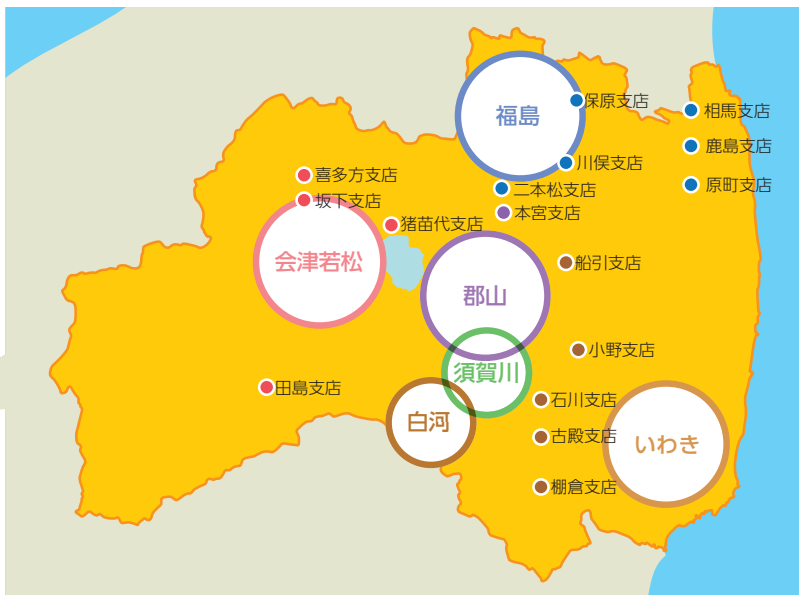 福島
保原支店
相馬支店
鹿島支店
川俣支店
喜多方支店
原町支店
二本松支店
坂下支店
本宮支店
猪苗代支店
会津若松
船引支店
郡山
小野支店
須賀川
田島支店
石川支店
白河
古殿支店
いわき
棚倉支店